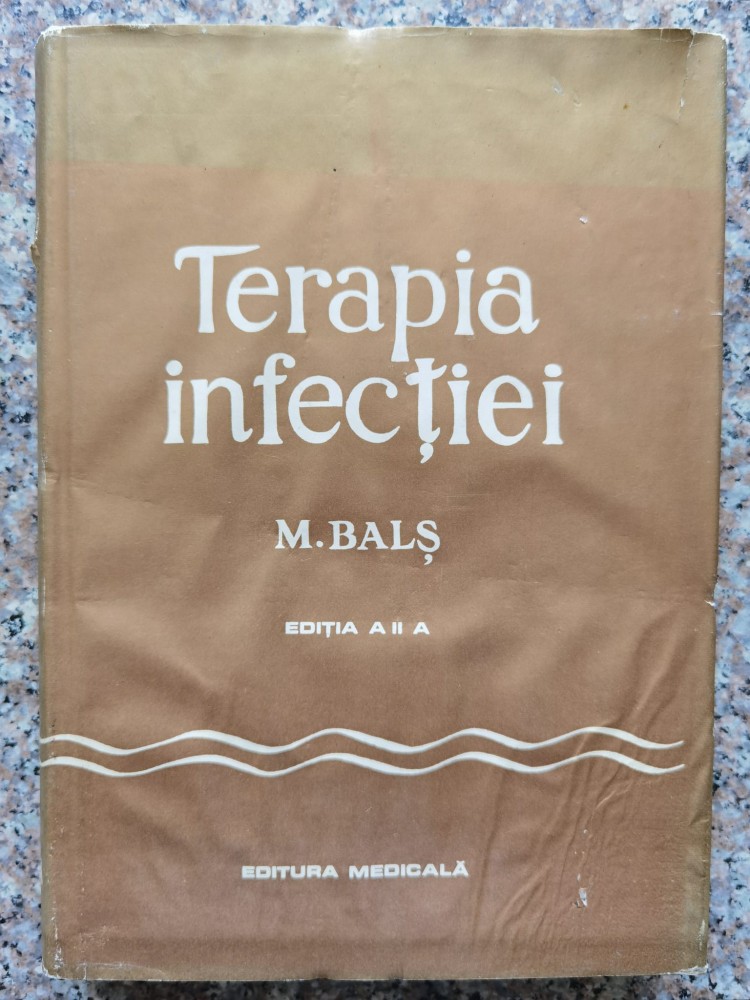 Terapia
infecției
M. BALȘ
EDIȚIA A II A
EDITURA MEDICALĂ